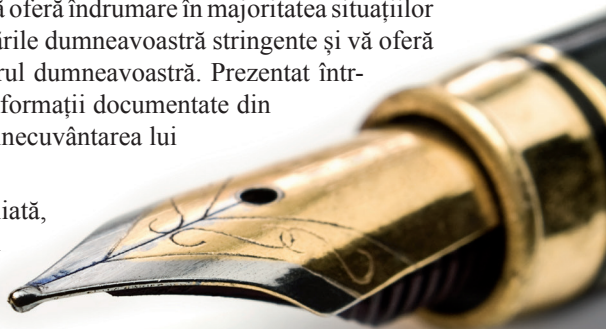 ă oferă îndrumare în majoritatea situațiilor
ările dumneavoastră stringente și vă oferă
rul dumneavoastră. Prezentat într-
formații documentate din
necuvântarea lui
iată,